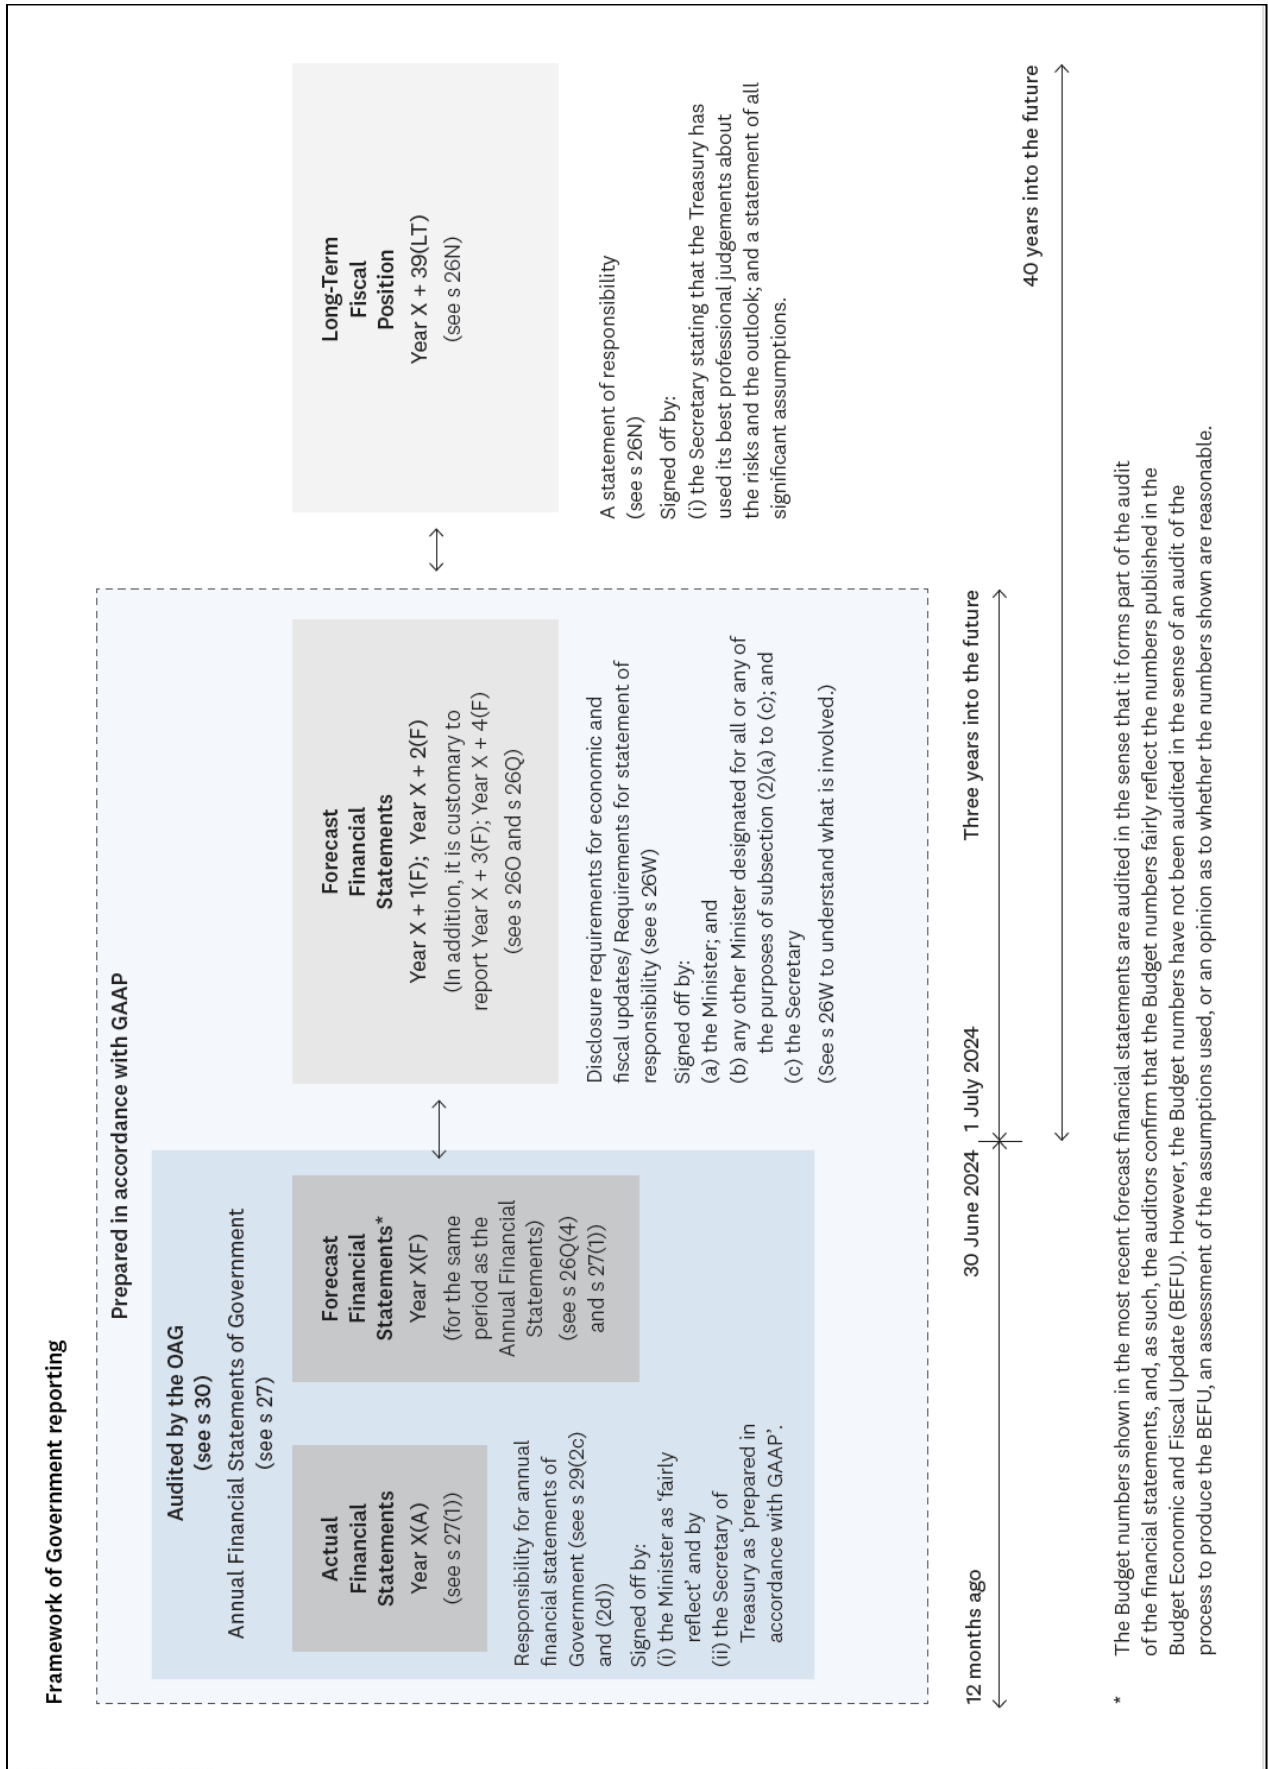 Framework of Government reporting
Prepared in accordance with GAAP
Audited by the OAG
(see s 30)
Annual Financial Statements of Government
(see s 27)
Actual
Financial
Statements
Year X(A)
(see s 27(1))
Responsibility for annual
financial statements of
Government (see s 29(2c)
and (2d))
Signed off by:
(i) the Minister as ‘fairly
reflect’ and by
(ii) the Secretary of
Treasury as ‘prepared in
accordance with GAAP’.
Forecast
Financial
Statements*
Year X(F)
(for the same
period as the
Annual Financial
Statements)
(see s 26Q(4)
and s 27(1))
Forecast
Financial
Statements
Year X + 1(F); Year X + 2(F)
(In addition, it is customary to
report Year X + 3(F); Year X + 4(F)
(see s 26O and s 26Q)
Disclosure requirements for economic and
fiscal updates/ Requirements for statement of
responsibility (see s 26W)
Signed off by:
(a) the Minister; and
(b) any other Minister designated for all or any of
the purposes of subsection (2)(a) to (c); and
(c) the Secretary
(See s 26W to understand what is involved.)
Long-Term
Fiscal
Position
Year X + 39(LT)
(see s 26N)
A statement of responsibility
(see s 26N)
Signed off by:
(i) the Secretary stating that the Treasury has
used its best professional judgements about
the risks and the outlook; and a statement of all
significant assumptions.
12 months ago
30 June 2024
1 July 2024
Three years into the future
40 years into the future
* The Budget numbers shown in the most recent forecast financial statements are audited in the sense that it forms part of the audit
of the financial statements, and, as such, the auditors confirm that the Budget numbers fairly reflect the numbers published in the
Budget Economic and Fiscal Update (BEFU). However, the Budget numbers have not been audited in the sense of an audit of the
process to produce the BEFU, an assessment of the assumptions used, or an opinion as to whether the numbers shown are reasonable.